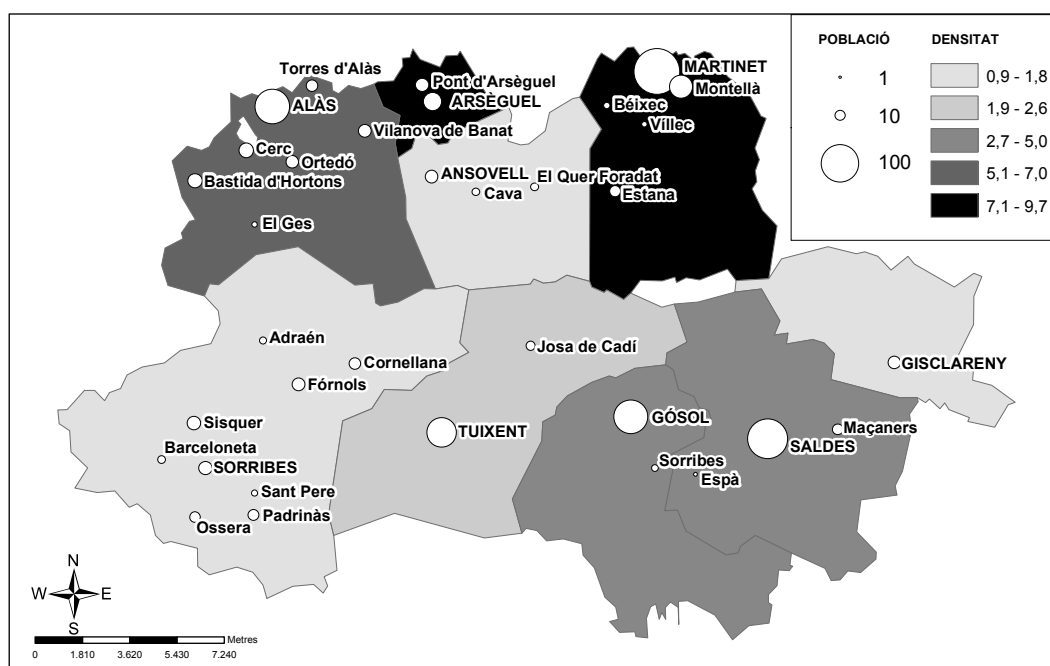 POBLACIÓ
DENSITAT
1
10
100
0,9 - 1,8
1,9 - 2,6
2,7 - 5,0
5,1 - 7,0
7,1 - 9,7
Torres d'Alàs
ALÀS
Pont d'Arsèguel
ARSÈGUEL
MARTINET
Montellà
Béixec
Víllec
Vilanova de Banat
Cerc
Ortedó
Bastida d'Hortons
ANSOVELL
El Quer Foradat
Cava
Estana
El Ges
Adraén
Josa de Cadí
Cornellana
GISCLARENY
Fórnols
Sisquer
TUIXENT
GÓSOL
Maçaners
SALDES
Barceloneta
SORRIBES
Sorribes
Espà
Sant Pere
Ossera
Padrinàs
N
W
E
S
Metres
0
1.810
3.620
5.430
7.240